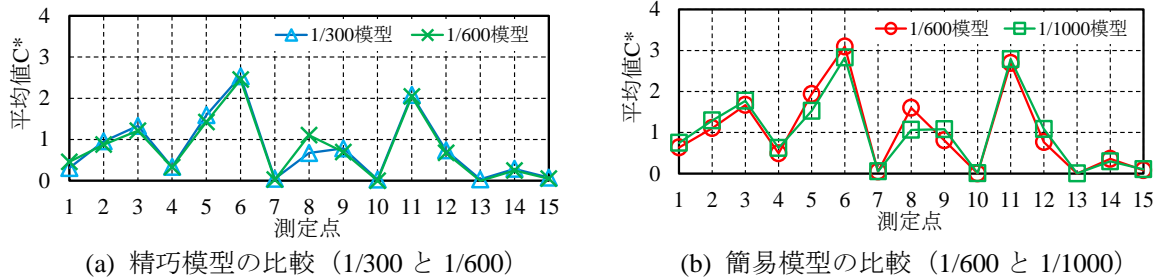 4
3
2
1
0
平均値C*
1/300模型
1/600模型
1 2 3 4 5 6 7 8 9 10 11 12 13 14 15
測定点
(a) 精巧模型の比較（1/300 と 1/600）
4
3
2
1
0
平均値C*
1/600模型
1/1000模型
1 2 3 4 5 6 7 8 9 10 11 12 13 14 15
測定点
(b) 簡易模型の比較（1/600 と 1/1000）